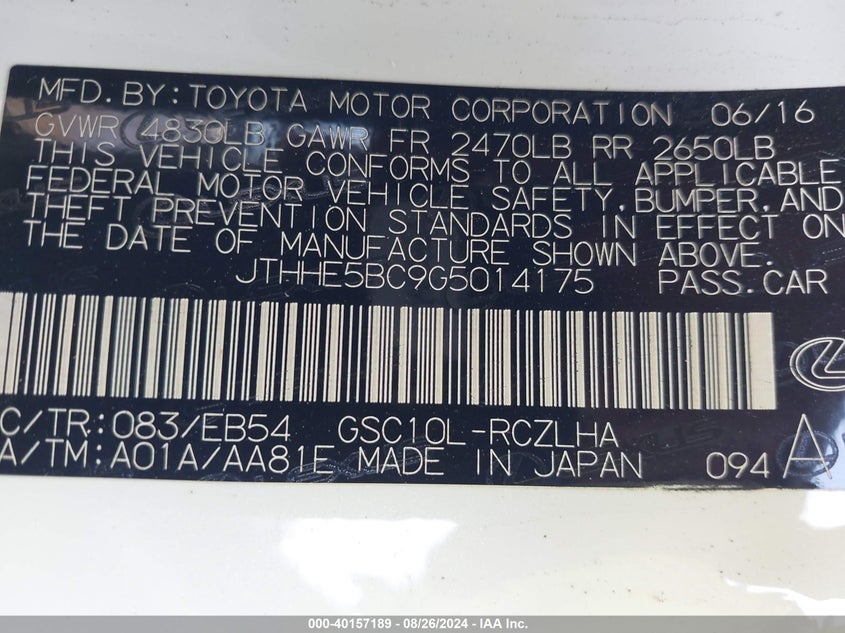 MFD. BY: TOYOTA MOTOR CORPORATION 06/16
GVWR 4830LB GAWR FR 2470LB RR 2650LB
THIS VEHICLE CONFORMS TO ALL APPLICABLE
FEDERAL MOTOR VEHICLE SAFETY, BUMPER, AND
THEFT PREVENTION STANDARDS IN EFFECT ON
THE DATE OF MANUFACTURE SHOWN ABOVE.
JTHHE5BC9G5014175 PASS.CAR
C/TR: 083/EB54 GSC10L-RCZLHA
A/TM: A01A/AA81E MADE IN JAPAN 094 A
000-40157189 | 08/26/2024 - IAA Inc.